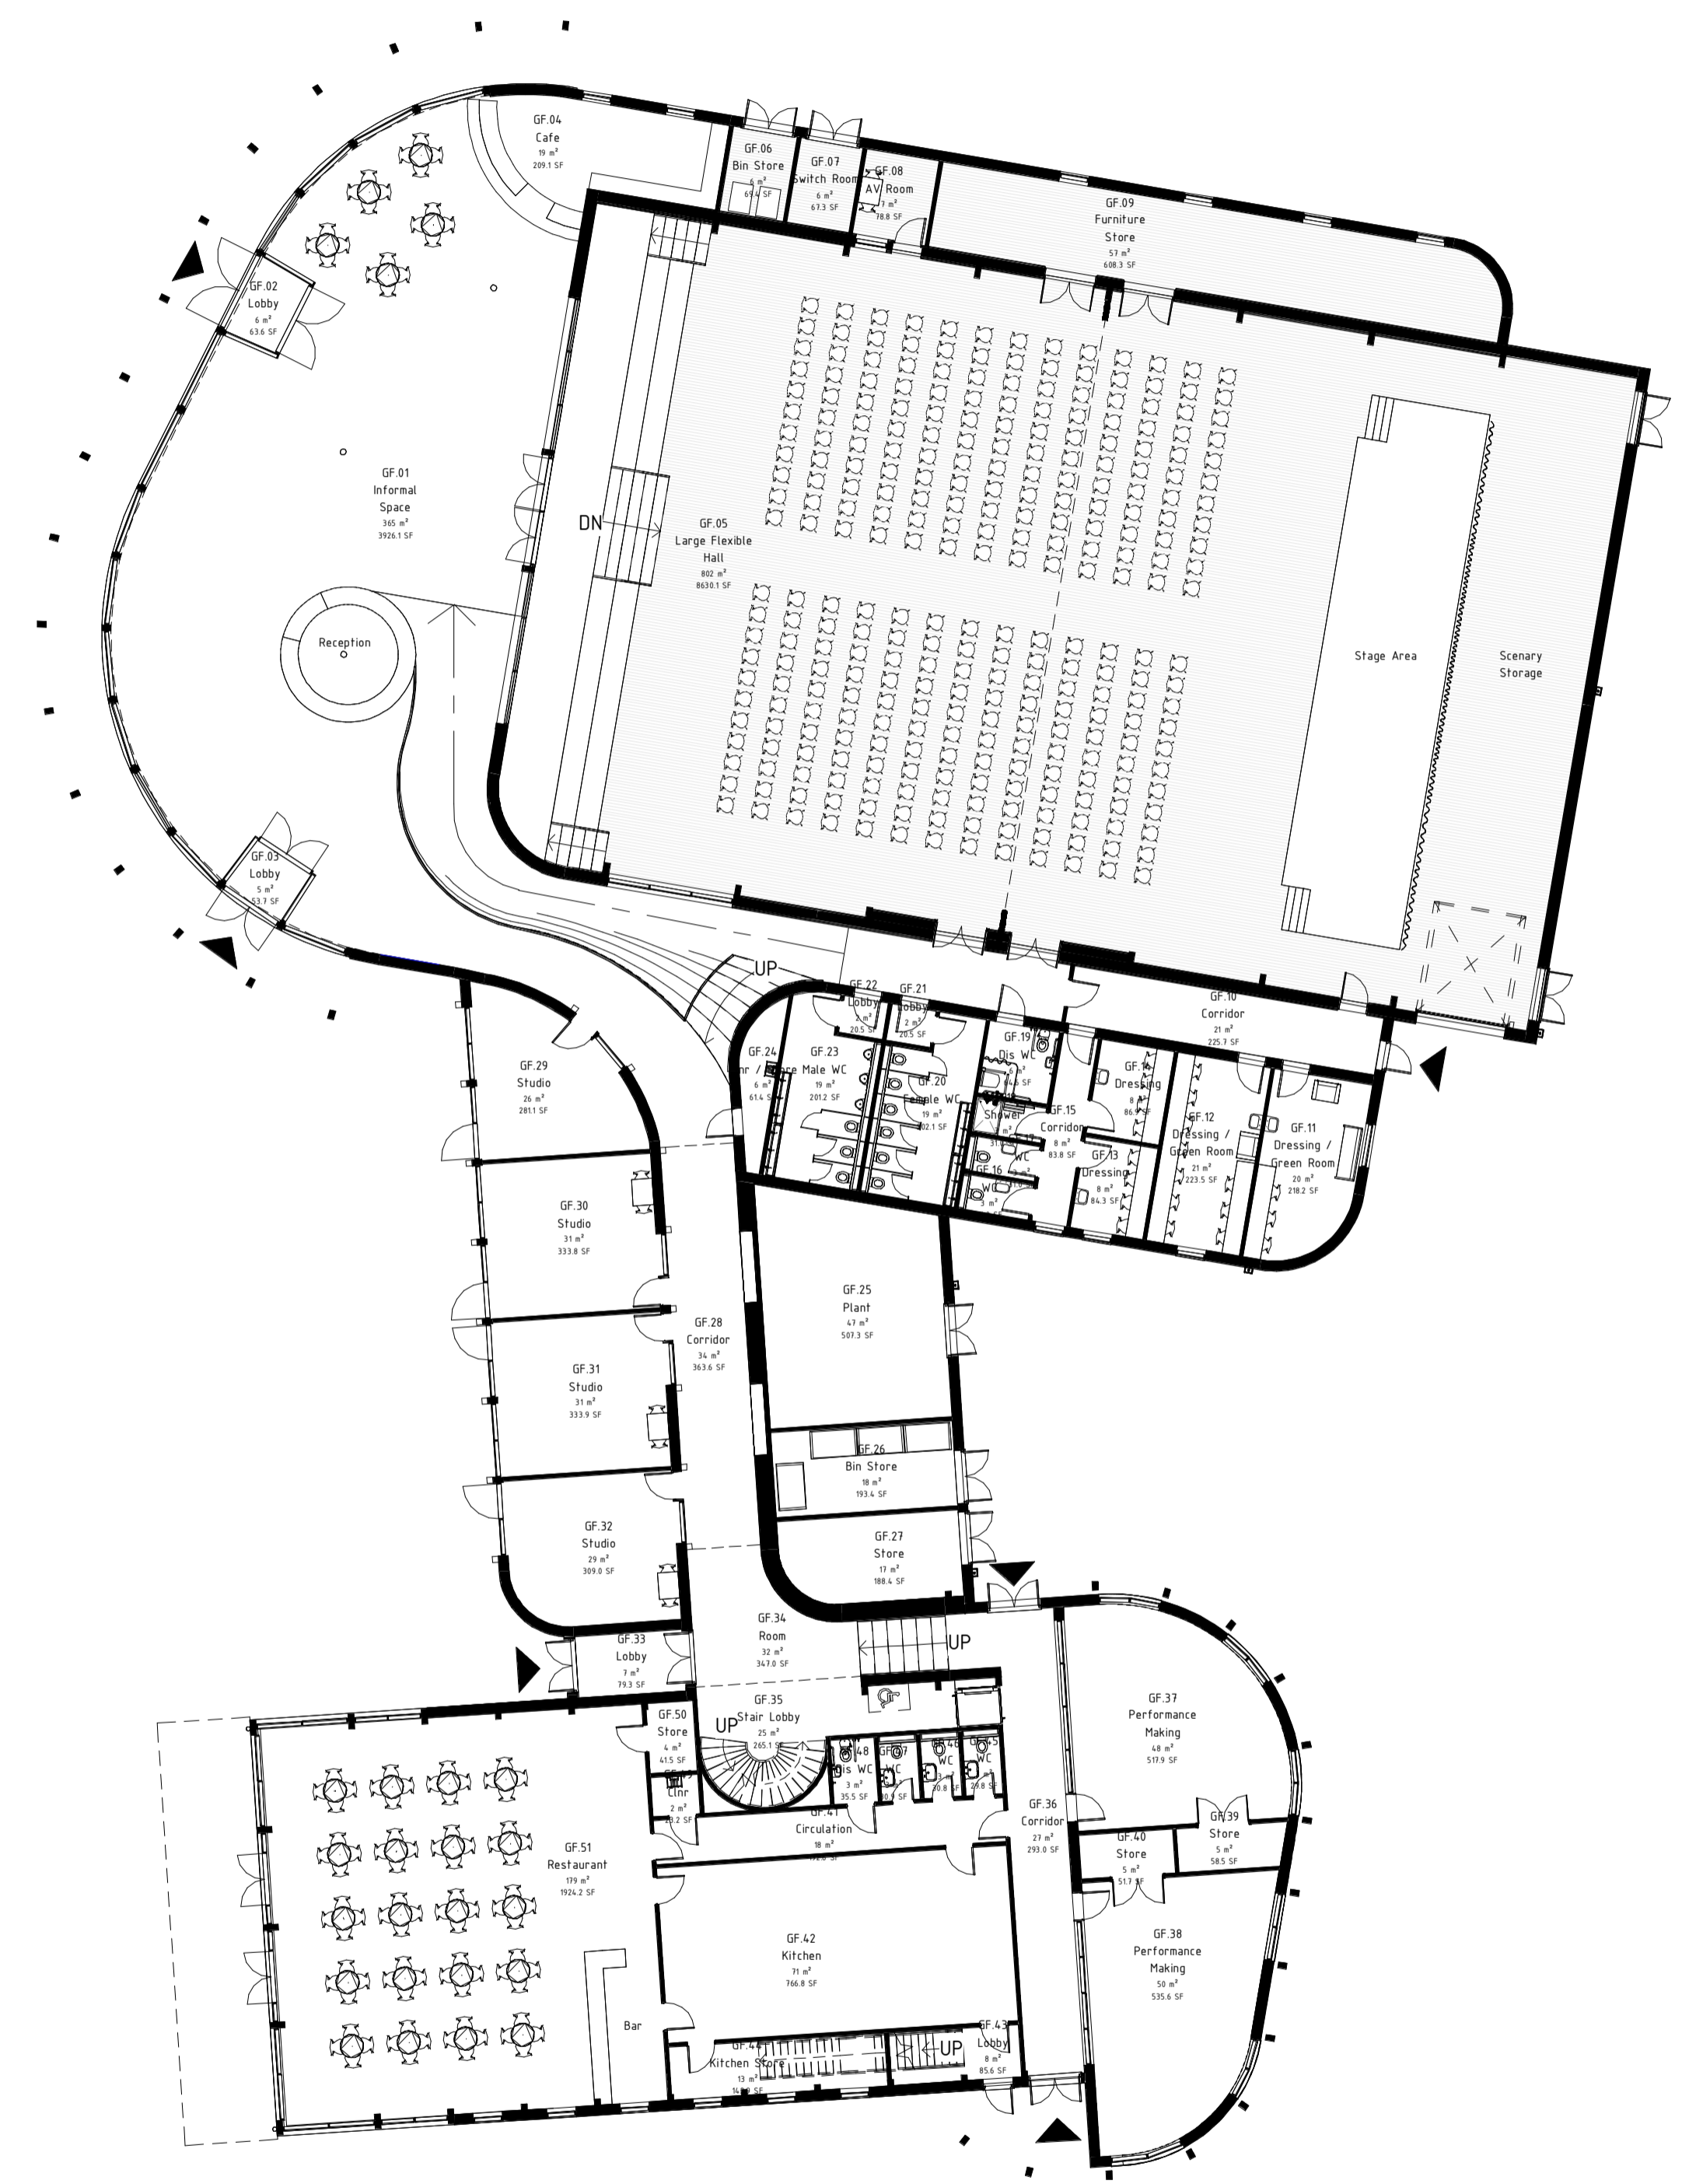 GF.04
Cafe
19 m²
209.1 SF
GF.06
Bin Store
6 m²
69.4 SF
GF.07
Switch Room
6 m²
67.3 SF
GF.08
AV Room
7 m²
78.8 SF
GF.09
Furniture
Store
57 m²
608.3 SF
GF.02
Lobby
6 m²
63.6 SF
GF.01
Informal
Space
365 m²
3926.1 SF
DN
GF.05
Large Flexible
Hall
802 m²
8630.1 SF
Reception
Stage Area
Scenary
Storage
GF.03
Lobby
5 m²
53.7 SF
UP
GF.22
Lobby
2 m²
20.5 SF
GF.21
Lobby
2 m²
20.5 SF
GF.10
Corridor
21 m²
225.7 SF
GF.24
6 m²
61.4 SF
GF.23
Male WC
19 m²
201.2 SF
GF.20
Female WC
19 m²
GF.19
Dis WC
6 m²
Shower
GF.15
Corridor
8 m²
83.8 SF
WC
GF.16
WC
3 m²
GF.14
Dressing
8 m²
GF.13
Dressing
8 m²
84.3 SF
GF.12
Dressing /
Green Room
21 m²
223.5 SF
GF.11
Dressing /
Green Room
20 m²
218.2 SF
GF.29
Studio
26 m²
281.1 SF
GF.30
Studio
31 m²
333.8 SF
GF.25
Plant
47 m²
507.3 SF
GF.28
Corridor
34 m²
363.6 SF
GF.31
Studio
31 m²
333.9 SF
GF.26
Bin Store
18 m²
193.4 SF
GF.32
Studio
29 m²
309.0 SF
GF.27
Store
17 m²
188.4 SF
GF.33
Lobby
7 m²
79.3 SF
GF.34
Room
32 m²
347.0 SF
UP
GF.35
Stair Lobby
25 m²
265.1 SF
UP
GF.50
Store
4 m²
41.5 SF
Clnr
2 m²
Dis WC
3 m²
35.5 SF
WC
WC
30.8 SF
WC
29.8 SF
GF.37
Performance
Making
48 m²
517.9 SF
GF.36
Corridor
27 m²
293.0 SF
GF.39
Store
5 m²
58.5 SF
GF.40
Store
5 m²
51.7 SF
GF.41
Circulation
18 m²
GF.51
Restaurant
179 m²
1924.2 SF
GF.42
Kitchen
71 m²
766.8 SF
GF.38
Performance
Making
50 m²
535.6 SF
Bar
GF.43
Lobby
8 m²
85.6 SF
UP
Kitchen Store
13 m²